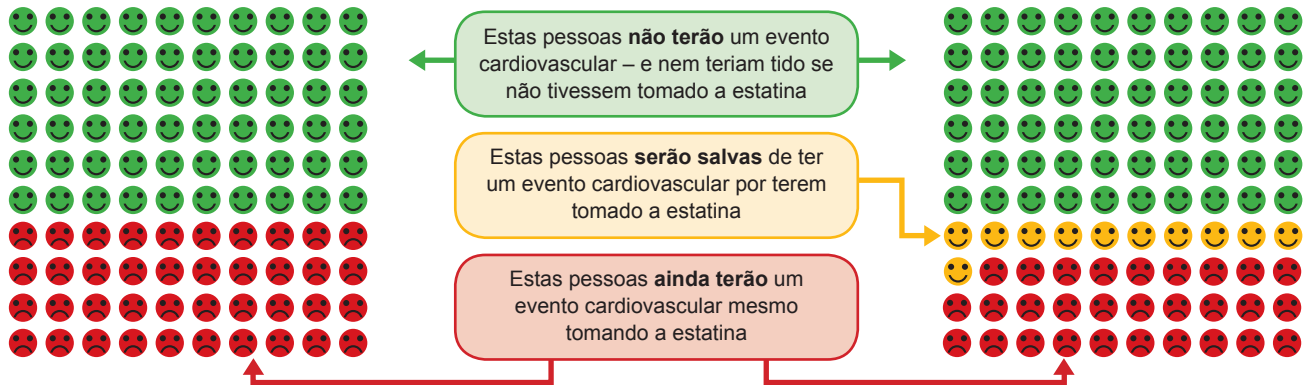 Estas pessoas não terão um evento
cardiovascular – e nem teriam tido se
não tivessem tomado a estatina
Estas pessoas serão salvas de ter
um evento cardiovascular por terem
tomado a estatina
Estas pessoas ainda terão um
evento cardiovascular mesmo
tomando a estatina